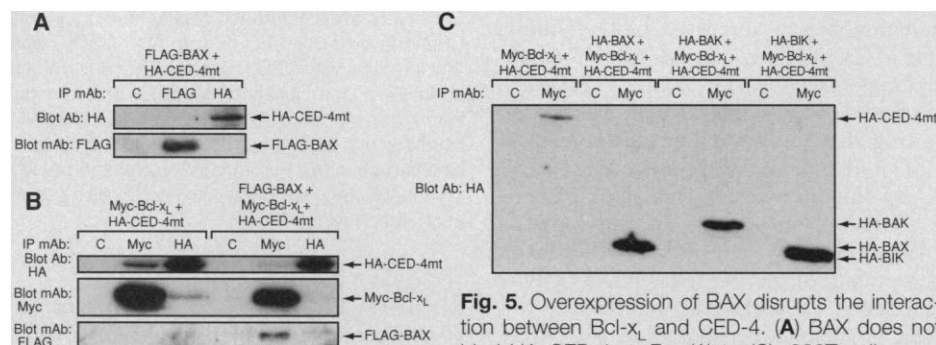 A
FLAG-BAX +
HA-CED-4mt
IP mAb: C FLAG HA
Blot Ab: HA
HA-CED-4mt
Blot mAb: FLAG
FLAG-BAX
B
Myc-Bcl-xL +
HA-CED-4mt
FLAG-BAX +
Myc-Bcl-xL+
HA-CED-4mt
IP mAb: C Myc HA C Myc HA
Blot Ab:
HA
HA-CED-4mt
Blot mAb:
Myc
Myc-Bcl-xL
Blot mAb:
FLAG
FLAG-BAX
C
Myc-Bcl-xL +
HA-CED-4mt
HA-BAX +
Myc-Bcl-xL +
HA-CED-4mt
HA-BAK +
Myc-Bcl-xL +
HA-CED-4mt
HA-BIK +
Myc-Bcl-xL +
HA-CED-4mt
IP mAb: C Myc C Myc C Myc C Myc
HA-CED-4mt
Blot Ab: HA
HA-BAK
HA-BAX
HA-BIK
Fig. 5. Overexpression of BAX disrupts the interac-
tion between Bcl-xL and CED-4. (A) BAX does not